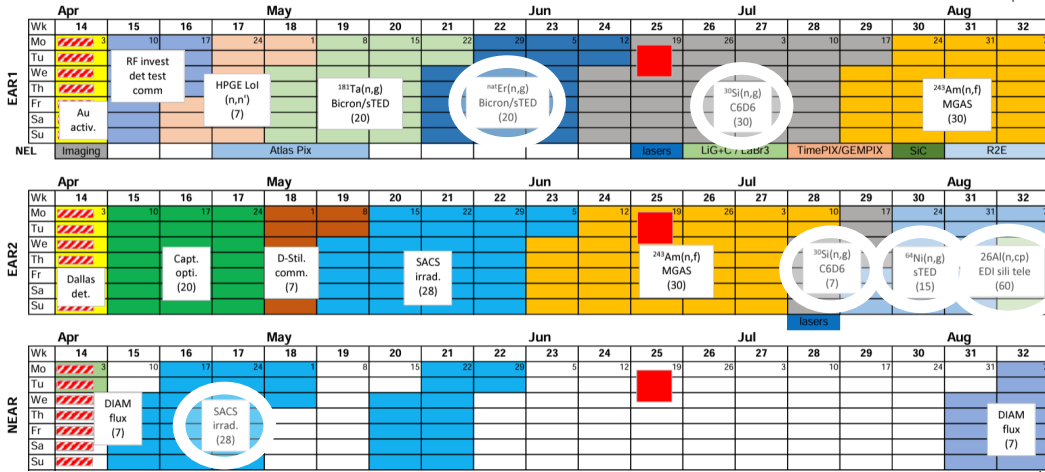 Apr May Jun Jul Aug
Wk 14 15 16 17 18 19 20 21 22 23 24 25 26 27 28 29 30 31 32
EAR1
Mo 3 10 17 24 1 8 15 22 29 5 12 19 26 3 10 17 24 31
Tu
We
Th
Fr
Sa
Su
Au
activ.
RF invest
det test
comm
HPGE LoI
(n,n')
(7)
¹⁸¹Ta(n,g)
Bicron/sTED
(20)
ⁿᵃᵗEr(n,g)
Bicron/sTED
(20)
³⁰Si(n,g)
C6D6
(30)
²⁴³Am(n,f)
MGAS
(30)
NEL Imaging Atlas Pix lasers LiG+C / LaBr3 TimePIX/GEMPIX SiC R2E
Apr May Jun Jul Aug
Wk 14 15 16 17 18 19 20 21 22 23 24 25 26 27 28 29 30 31 32
EAR2
Mo 3 10 17 24 1 8 15 22 29 5 12 19 26 3 10 17 24 31
Tu
We
Th
Fr
Sa
Su
Dallas
det.
Capt.
opti.
(20)
D-Stil.
comm.
(7)
SACS
irrad.
(28)
²⁴³Am(n,f)
MGAS
(30)
³⁰Si(n,g)
C6D6
(7)
⁶⁴Ni(n,g)
sTED
(15)
26Al(n,cp)
EDI sili tele
(60)
lasers
Apr May Jun Jul Aug
Wk 14 15 16 17 18 19 20 21 22 23 24 25 26 27 28 29 30 31 32
NEAR
Mo 3 10 17 24 1 8 15 22 29 5 12 19 26 3 10 17 24 31
Tu
We
Th
Fr
Sa
Su
DIAM
flux
(7)
SACS
irrad.
(28)
DIAM
flux
(7)